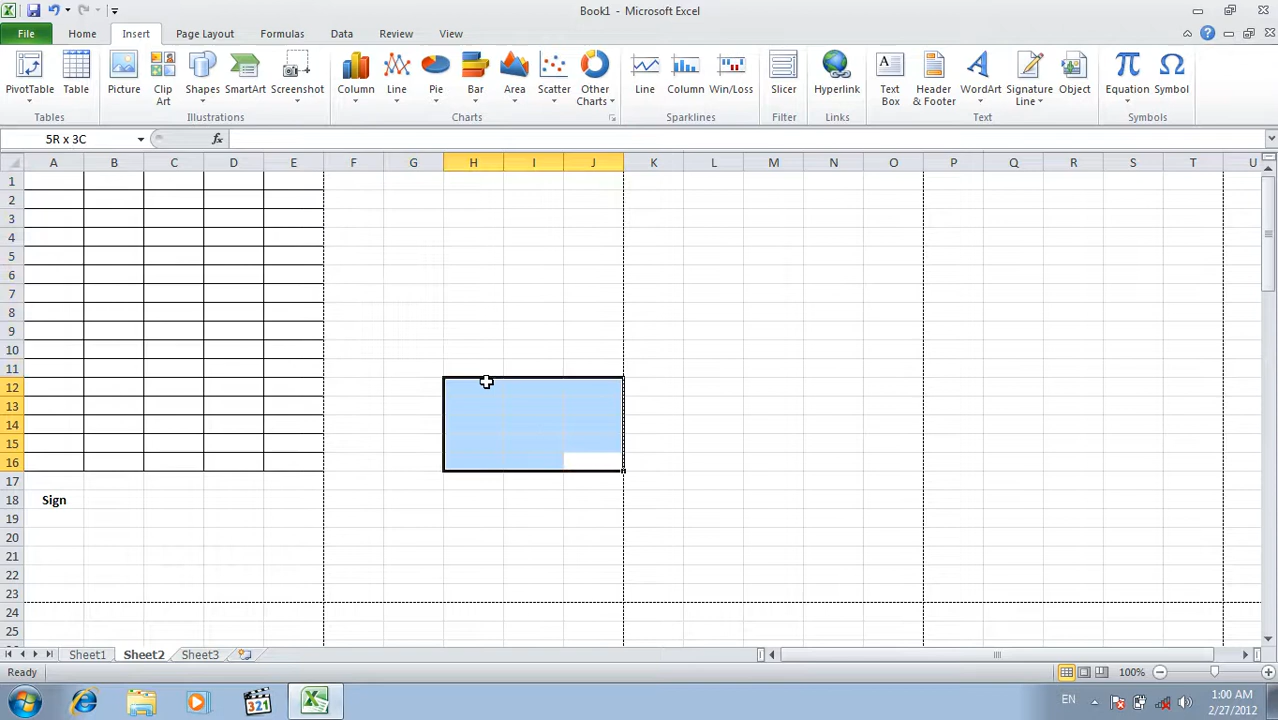 Book1 - Microsoft Excel
File Home Insert Page Layout Formulas Data Review View
PivotTable Table Picture Clip Art Shapes SmartArt Screenshot Column Line Pie Bar Area Scatter Other Charts Line Column Win/Loss Slicer Hyperlink Text Box Header & Footer WordArt Signature Line Object Equation Symbol
Tables Illustrations Charts Sparklines Filter Links Text Symbols
5R x 3C fx
A B C D E F G H I J K L M N O P Q R S T U
1
2
3
4
5
6
7
8
9
10
11
12
13
14
15
16
17
18 Sign
19
20
21
22
23
24
25
Sheet1 Sheet2 Sheet3
Ready 100%
321 EN 1:00 AM
2/27/2012